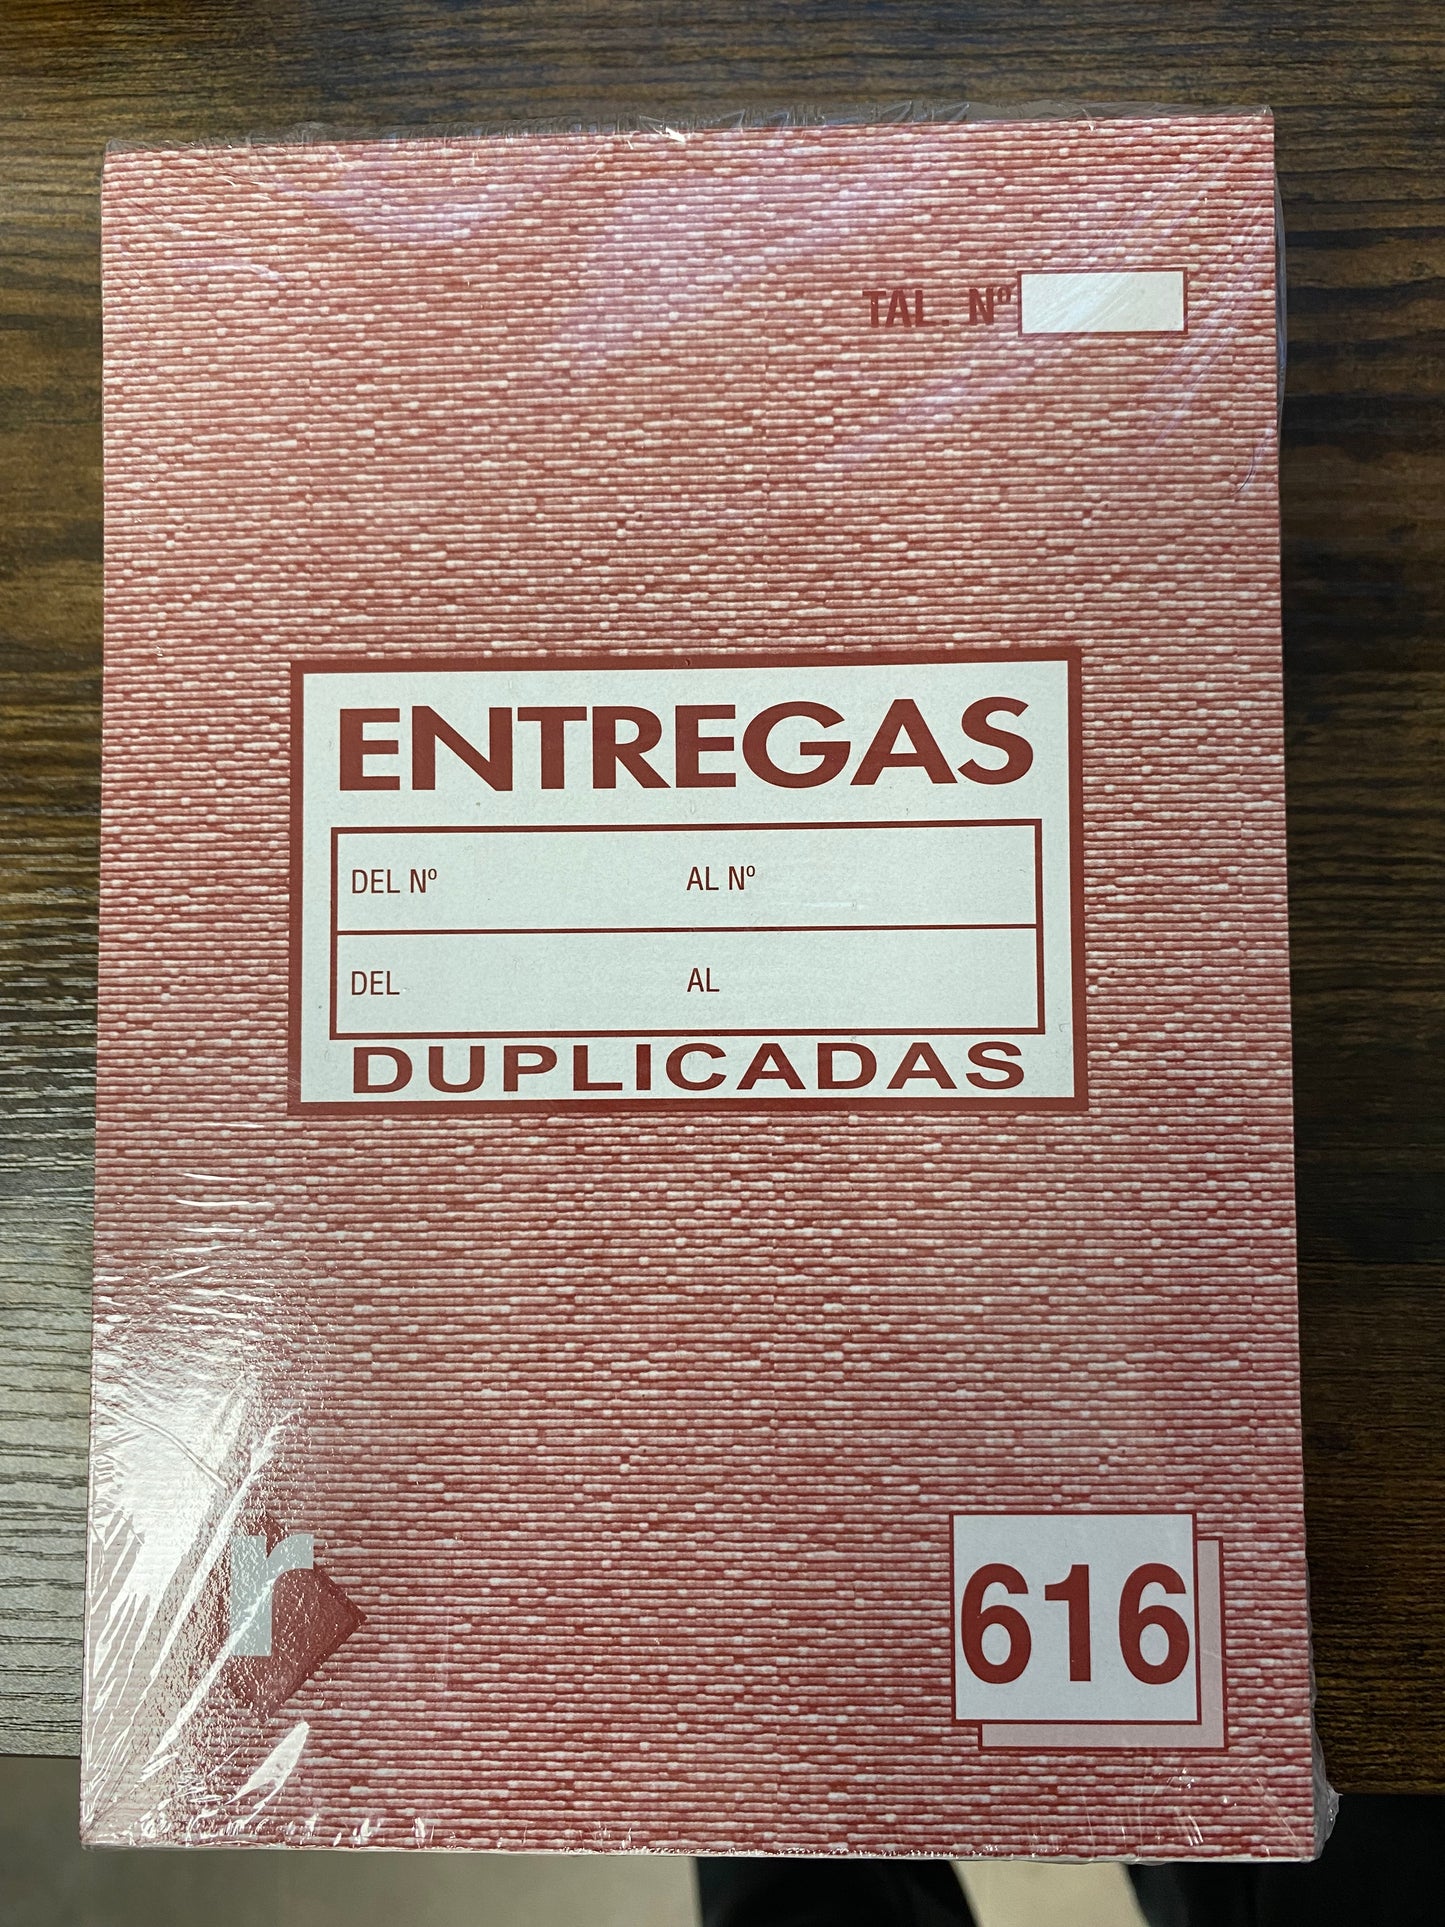 TAL. Nº
ENTREGAS
DEL Nº AL Nº
DEL AL
DUPLICADAS
r
616